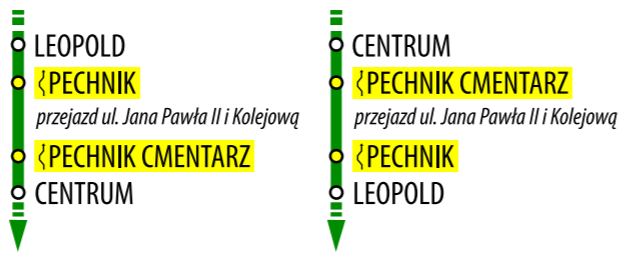 LEOPOLD
PECHNIK
przejazd ul. Jana Pawła II i Kolejową
PECHNIK CMENTARZ
CENTRUM
CENTRUM
PECHNIK CMENTARZ
przejazd ul. Jana Pawła II i Kolejową
PECHNIK
LEOPOLD